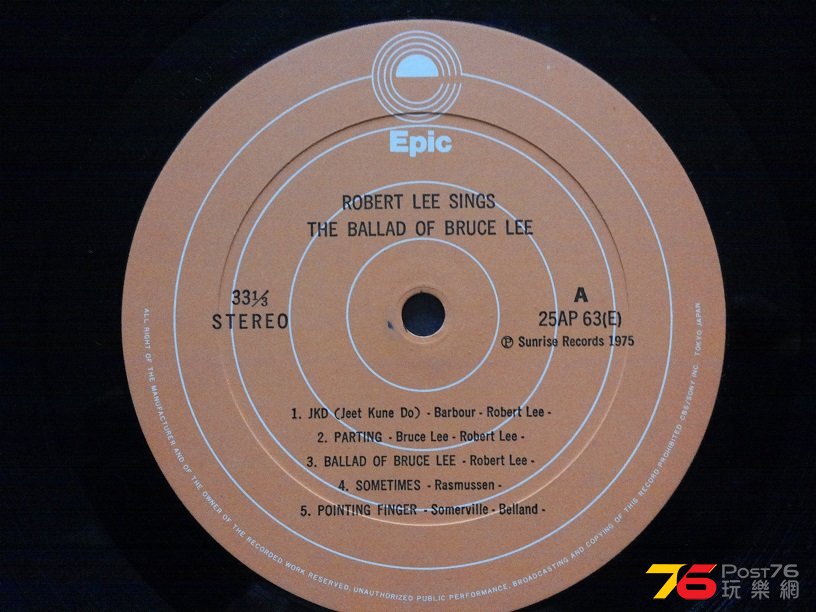 Epic
ROBERT LEE SINGS
THE BALLAD OF BRUCE LEE
33⅓
STEREO
A
25AP 63(E)
Ⓟ Sunrise Records 1975
1. JKD (Jeet Kune Do) - Barbour - Robert Lee -
2. PARTING - Bruce Lee - Robert Lee -
3. BALLAD OF BRUCE LEE - Robert Lee -
4. SOMETIMES - Rasmussen -
5. POINTING FINGER - Somerville - Belland -
ALL RIGHT OF THE MANUFACTURER AND OF THE OWNER OF THE RECORDED WORK RESERVED. UNAUTHORIZED PUBLIC PERFORMANCE, BROADCASTING AND COPYING OF THIS RECORD PROHIBITED CBS/SONY INC. TOKYO JAPAN
76 Post76
玩樂網